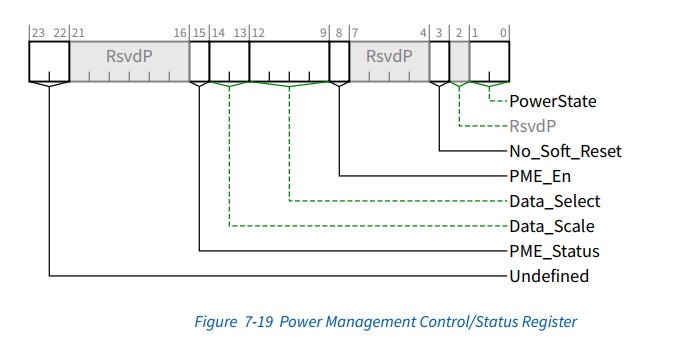 23 22 21 16 15 14 13 12 9 8 7 4 3 2 1 0
RsvdP RsvdP
PowerState
RsvdP
No_Soft_Reset
PME_En
Data_Select
Data_Scale
PME_Status
Undefined
Figure 7-19 Power Management Control/Status Register